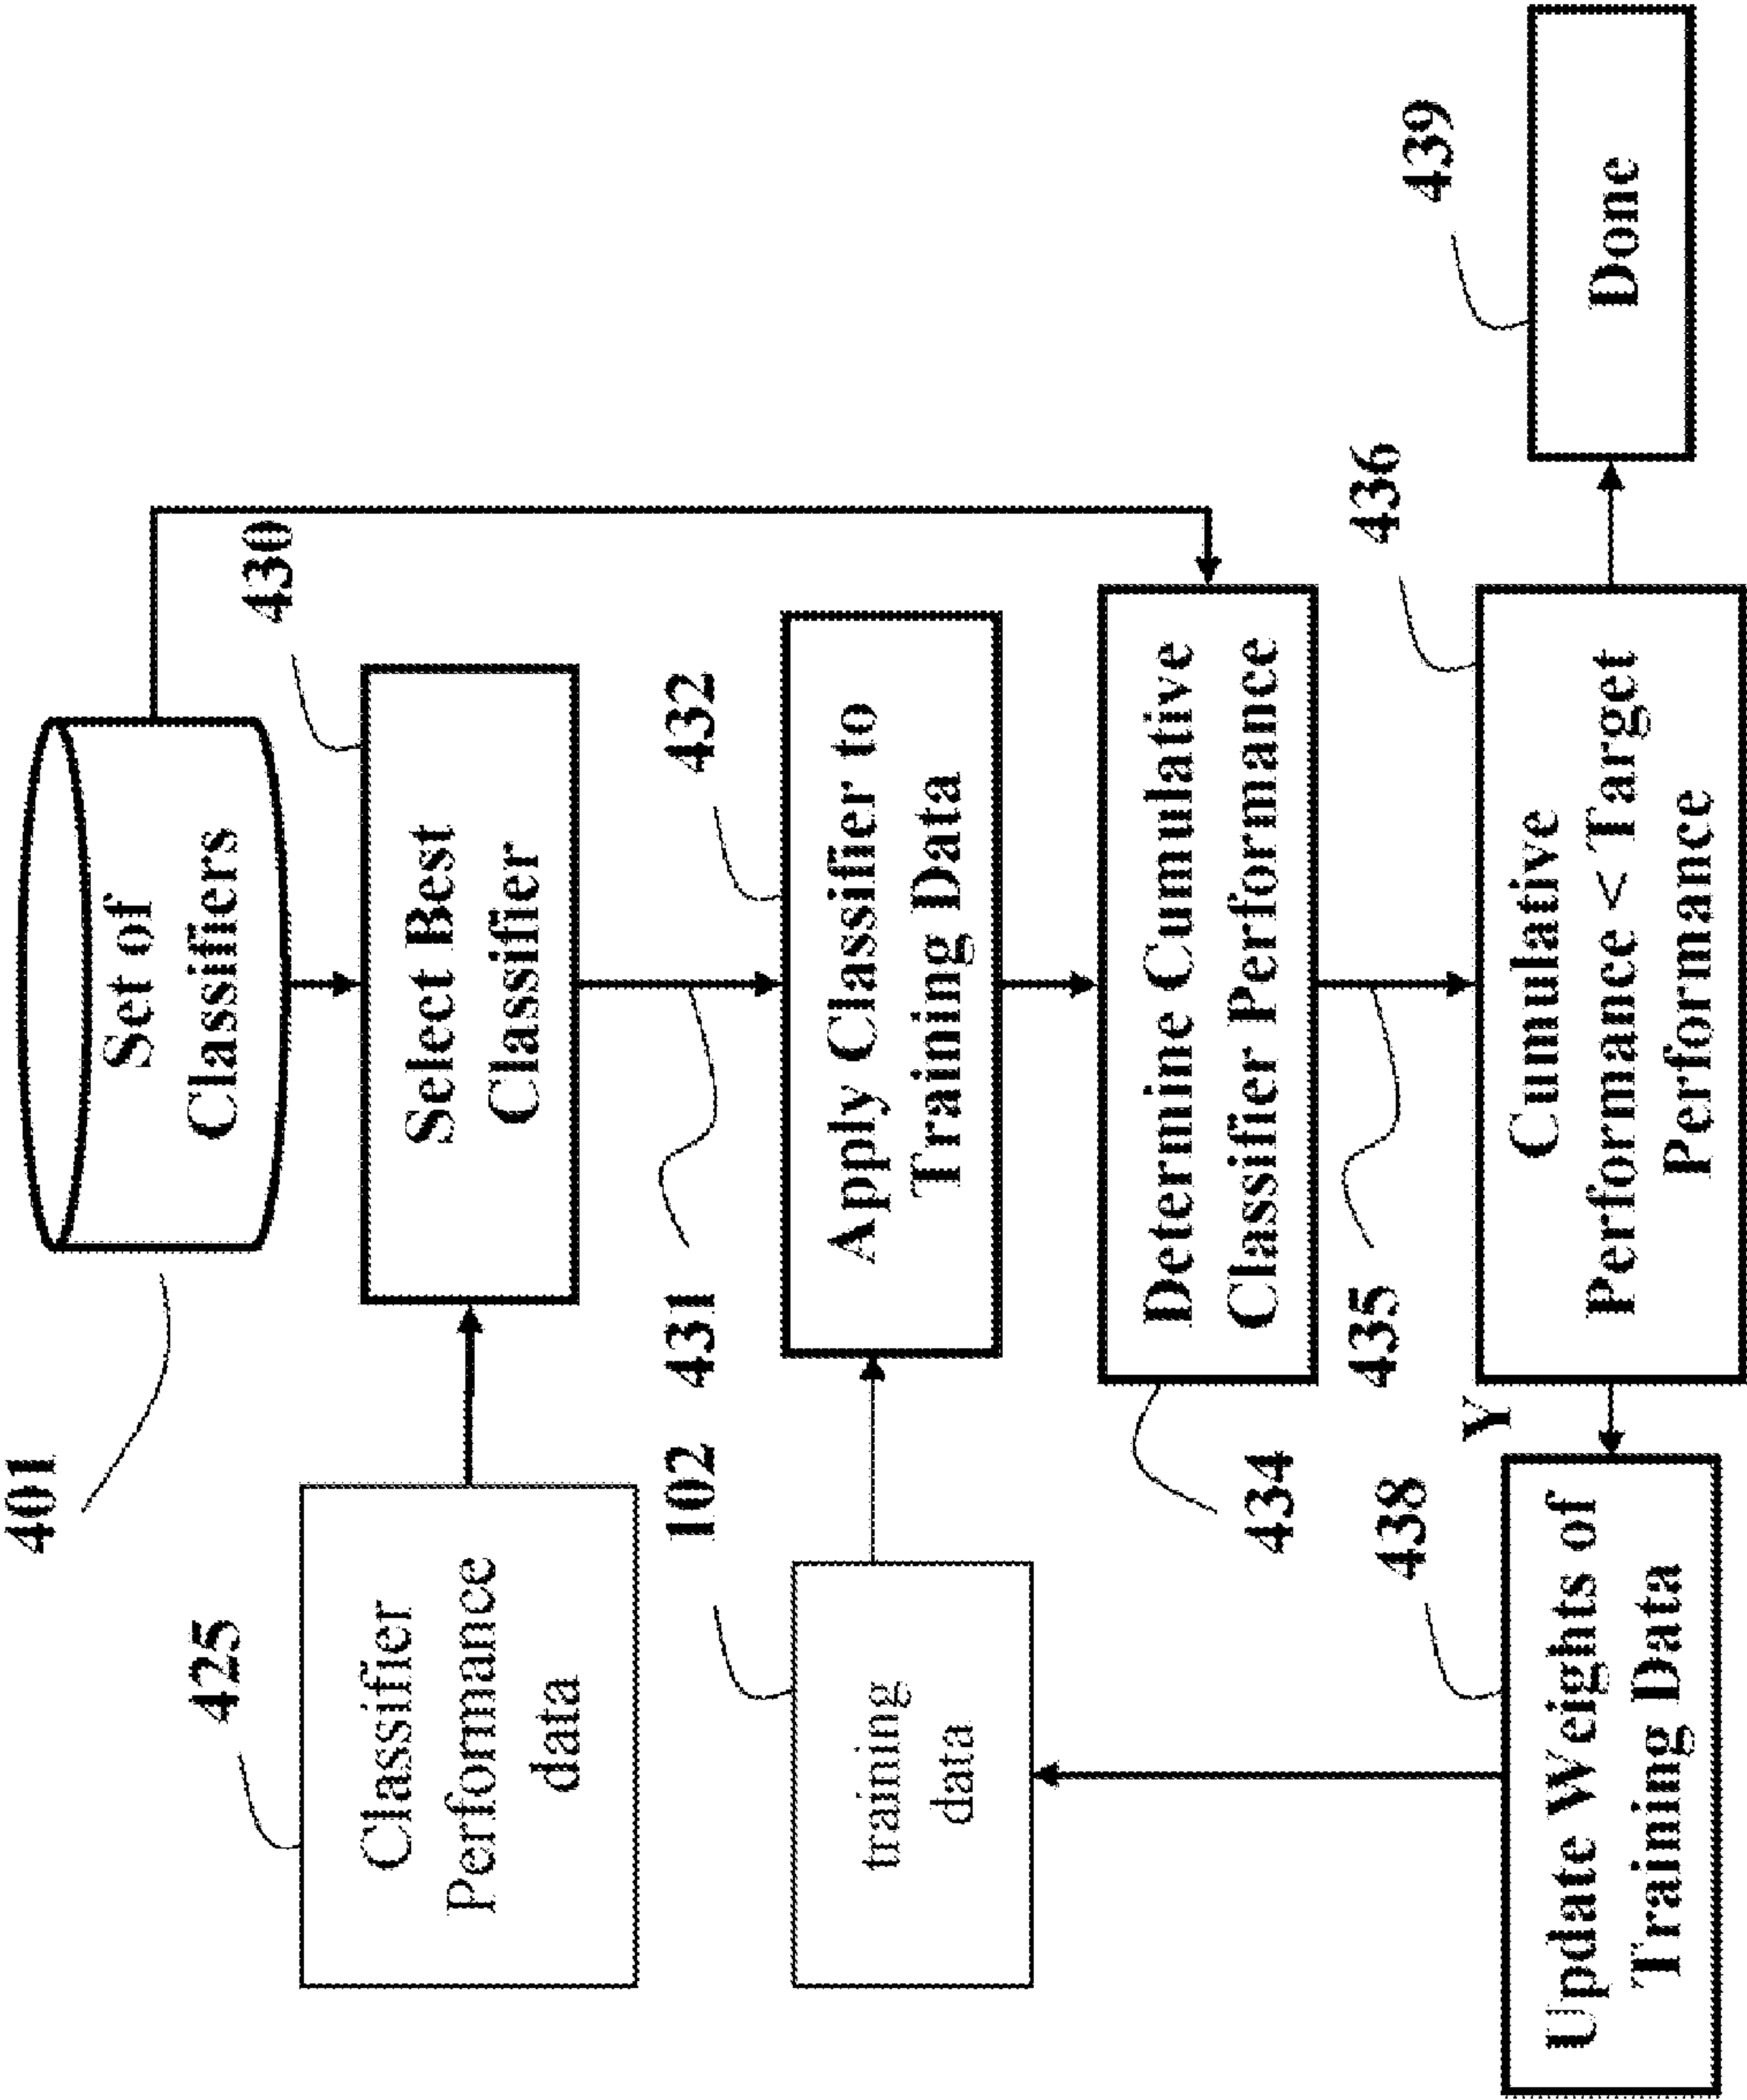 401
Set of
Classifiers
425
Classifier
Perfomance
data
430
Select Best
Classifier
102
431
432
training
data
Apply Classifier to
Training Data
434
Determine Cumulative
Classifier Performance
435
436
Cumulative
Performance < Target
Performance
Y
438
Update Weights of
Training Data
439
Done